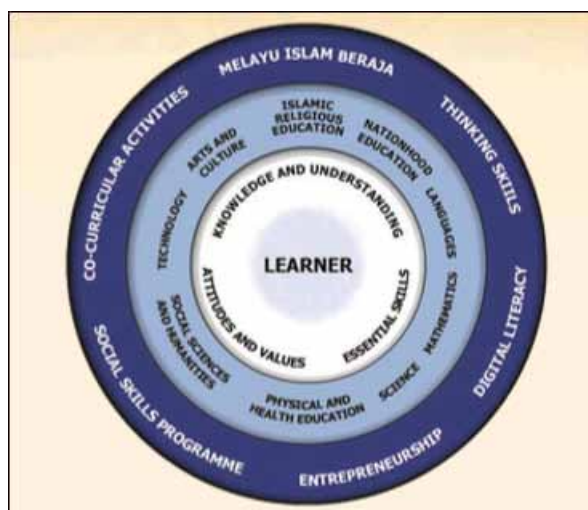 MELAYU ISLAM BERAJA
THINKING SKIILS
DIGITAL LITERACY
ENTREPRENEURSHIP
SOCIAL SKILLS PROGRAMME
CO-CURRICULAR ACTIVITIES
ISLAMIC
RELIGIOUS
EDUCATION
NATIONHOOD
EDUCATION
LANGUAGES
MATHEMATICS
SCIENCE
PHYSICAL AND
HEALTH EDUCATION
SOCIAL SCIENCES
AND HUMANITIES
TECHNOLOGY
ARTS AND
CULTURE
KNOWLEDGE AND UNDERSTANDING
ESSENTIAL SKILLS
ATTITUDES AND VALUES
LEARNER